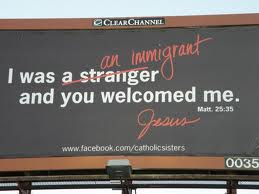 CLEARCHANNEL
an immigrant
I was a stranger
and you welcomed me.
Matt. 25:35
Jesus
www.facebook.com/catholicsisters
0035